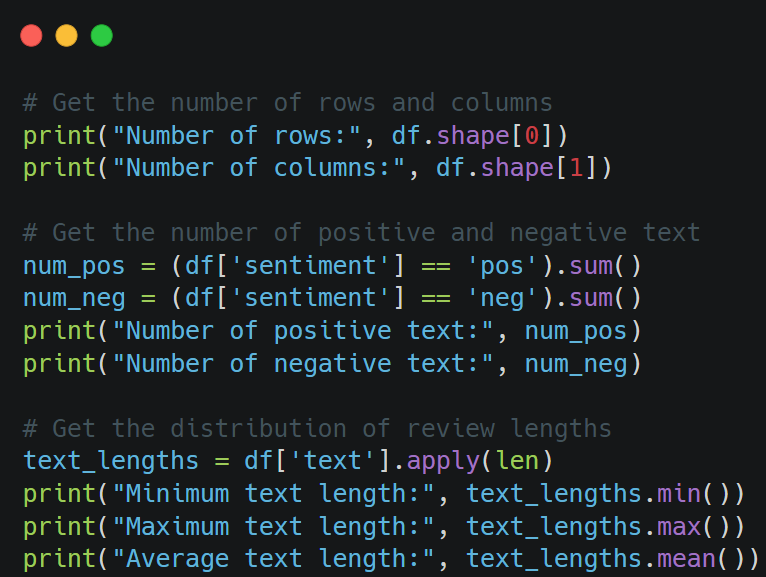 # Get the number of rows and columns
print("Number of rows:", df.shape[0])
print("Number of columns:", df.shape[1])
# Get the number of positive and negative text
num_pos = (df['sentiment'] == 'pos').sum()
num_neg = (df['sentiment'] == 'neg').sum()
print("Number of positive text:", num_pos)
print("Number of negative text:", num_neg)
# Get the distribution of review lengths
text_lengths = df['text'].apply(len)
print("Minimum text length:", text_lengths.min())
print("Maximum text length:", text_lengths.max())
print("Average text length:", text_lengths.mean())